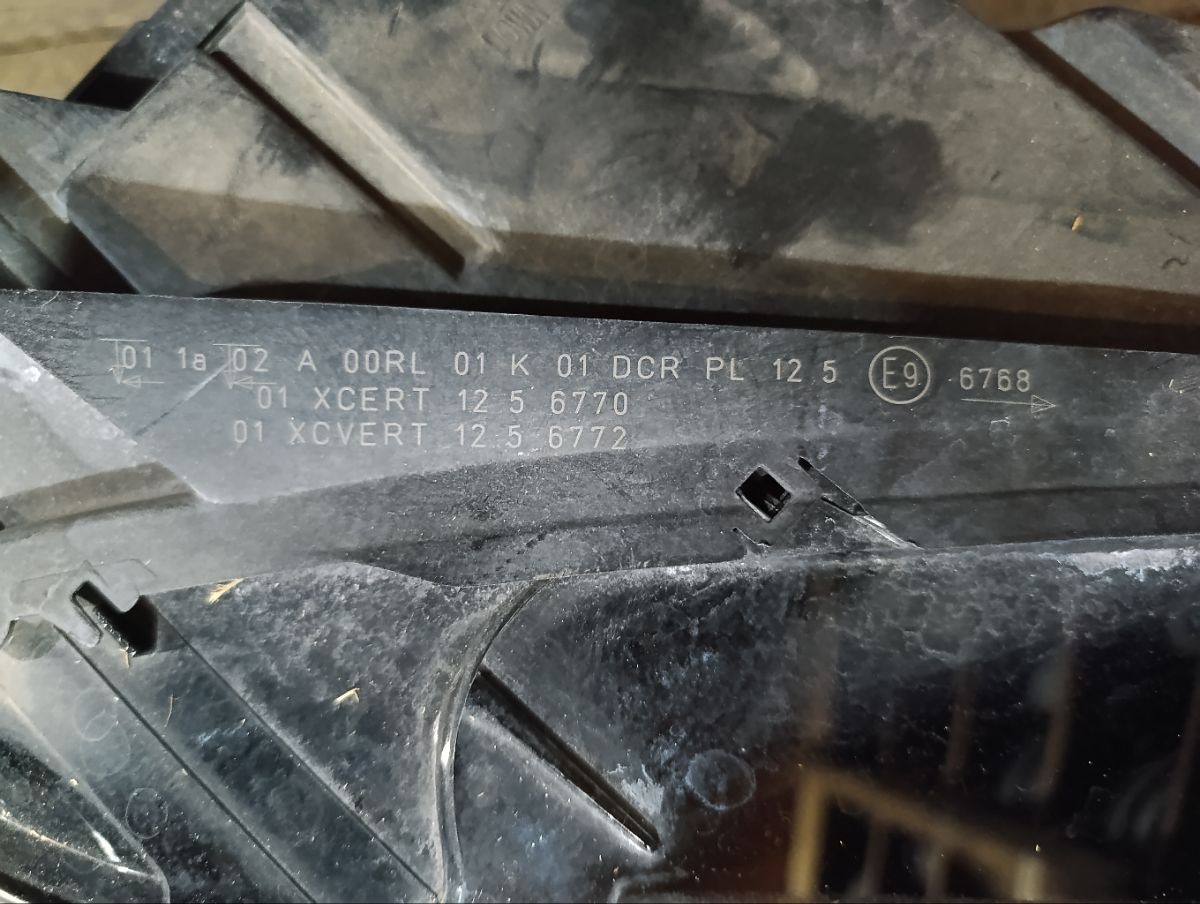 01 1a 02 A 00RL 01 K 01 DCR PL 12 5 E9 6768
01 XCERT 12 5 6770
01 XCVERT 12 5 6772